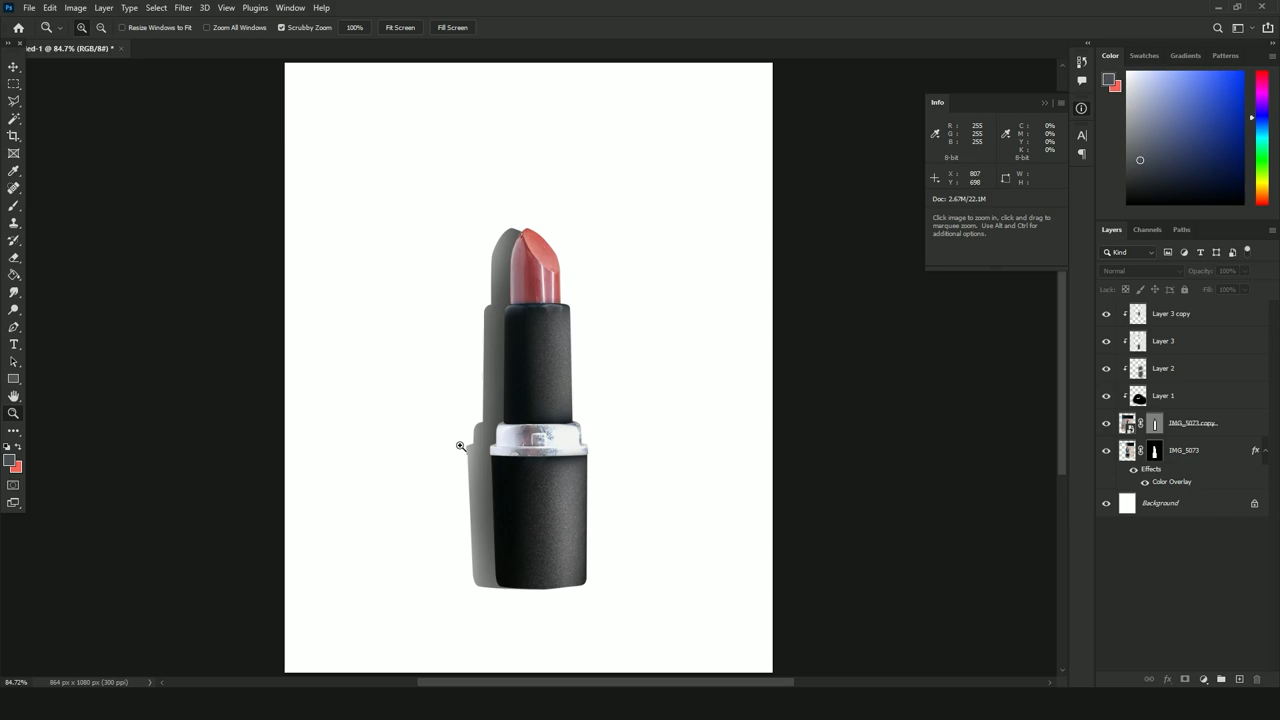 Ps File Edit Image Layer Type Select Filter 3D View Plugins Window Help
Resize Windows to Fit Zoom All Windows Scrubby Zoom 100% Fit Screen Fill Screen
ed-1 @ 84.7% (RGB/8#) * ×
Color Swatches Gradients Patterns
Info
R : 255 C : 0%
G : 255 M : 0%
B : 255 Y : 0%
K : 0%
8-bit 8-bit
X : 807 W :
Y : 698 H :
Doc: 2.67M/22.1M
Click image to zoom in, click and drag to
marquee zoom. Use Alt and Ctrl for
additional options.
Layers Channels Paths
Kind
Normal Opacity: 100%
Lock: Fill: 100%
Layer 3 copy
Layer 3
Layer 2
Layer 1
IMG_5073 copy
IMG_5073 fx
Effects
Color Overlay
Background
84.72% 864 px x 1080 px (300 ppi)